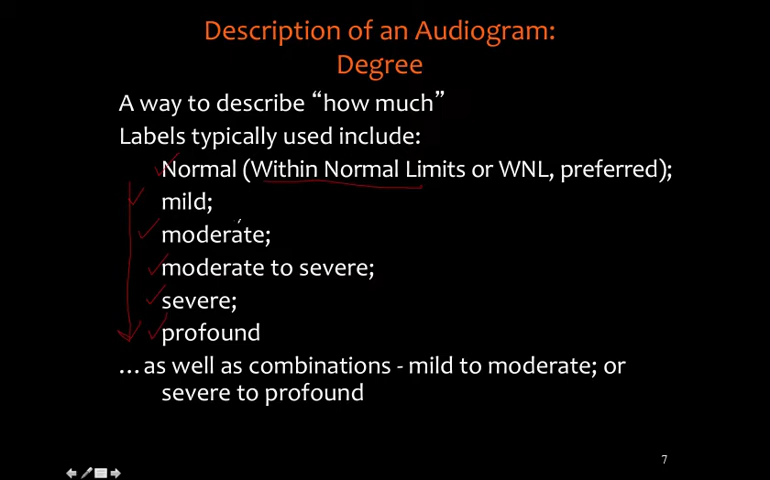 Description of an Audiogram:
Degree
A way to describe “how much”
Labels typically used include:
Normal (Within Normal Limits or WNL, preferred);
mild;
moderate;
moderate to severe;
severe;
profound
…as well as combinations - mild to moderate; or
severe to profound
7